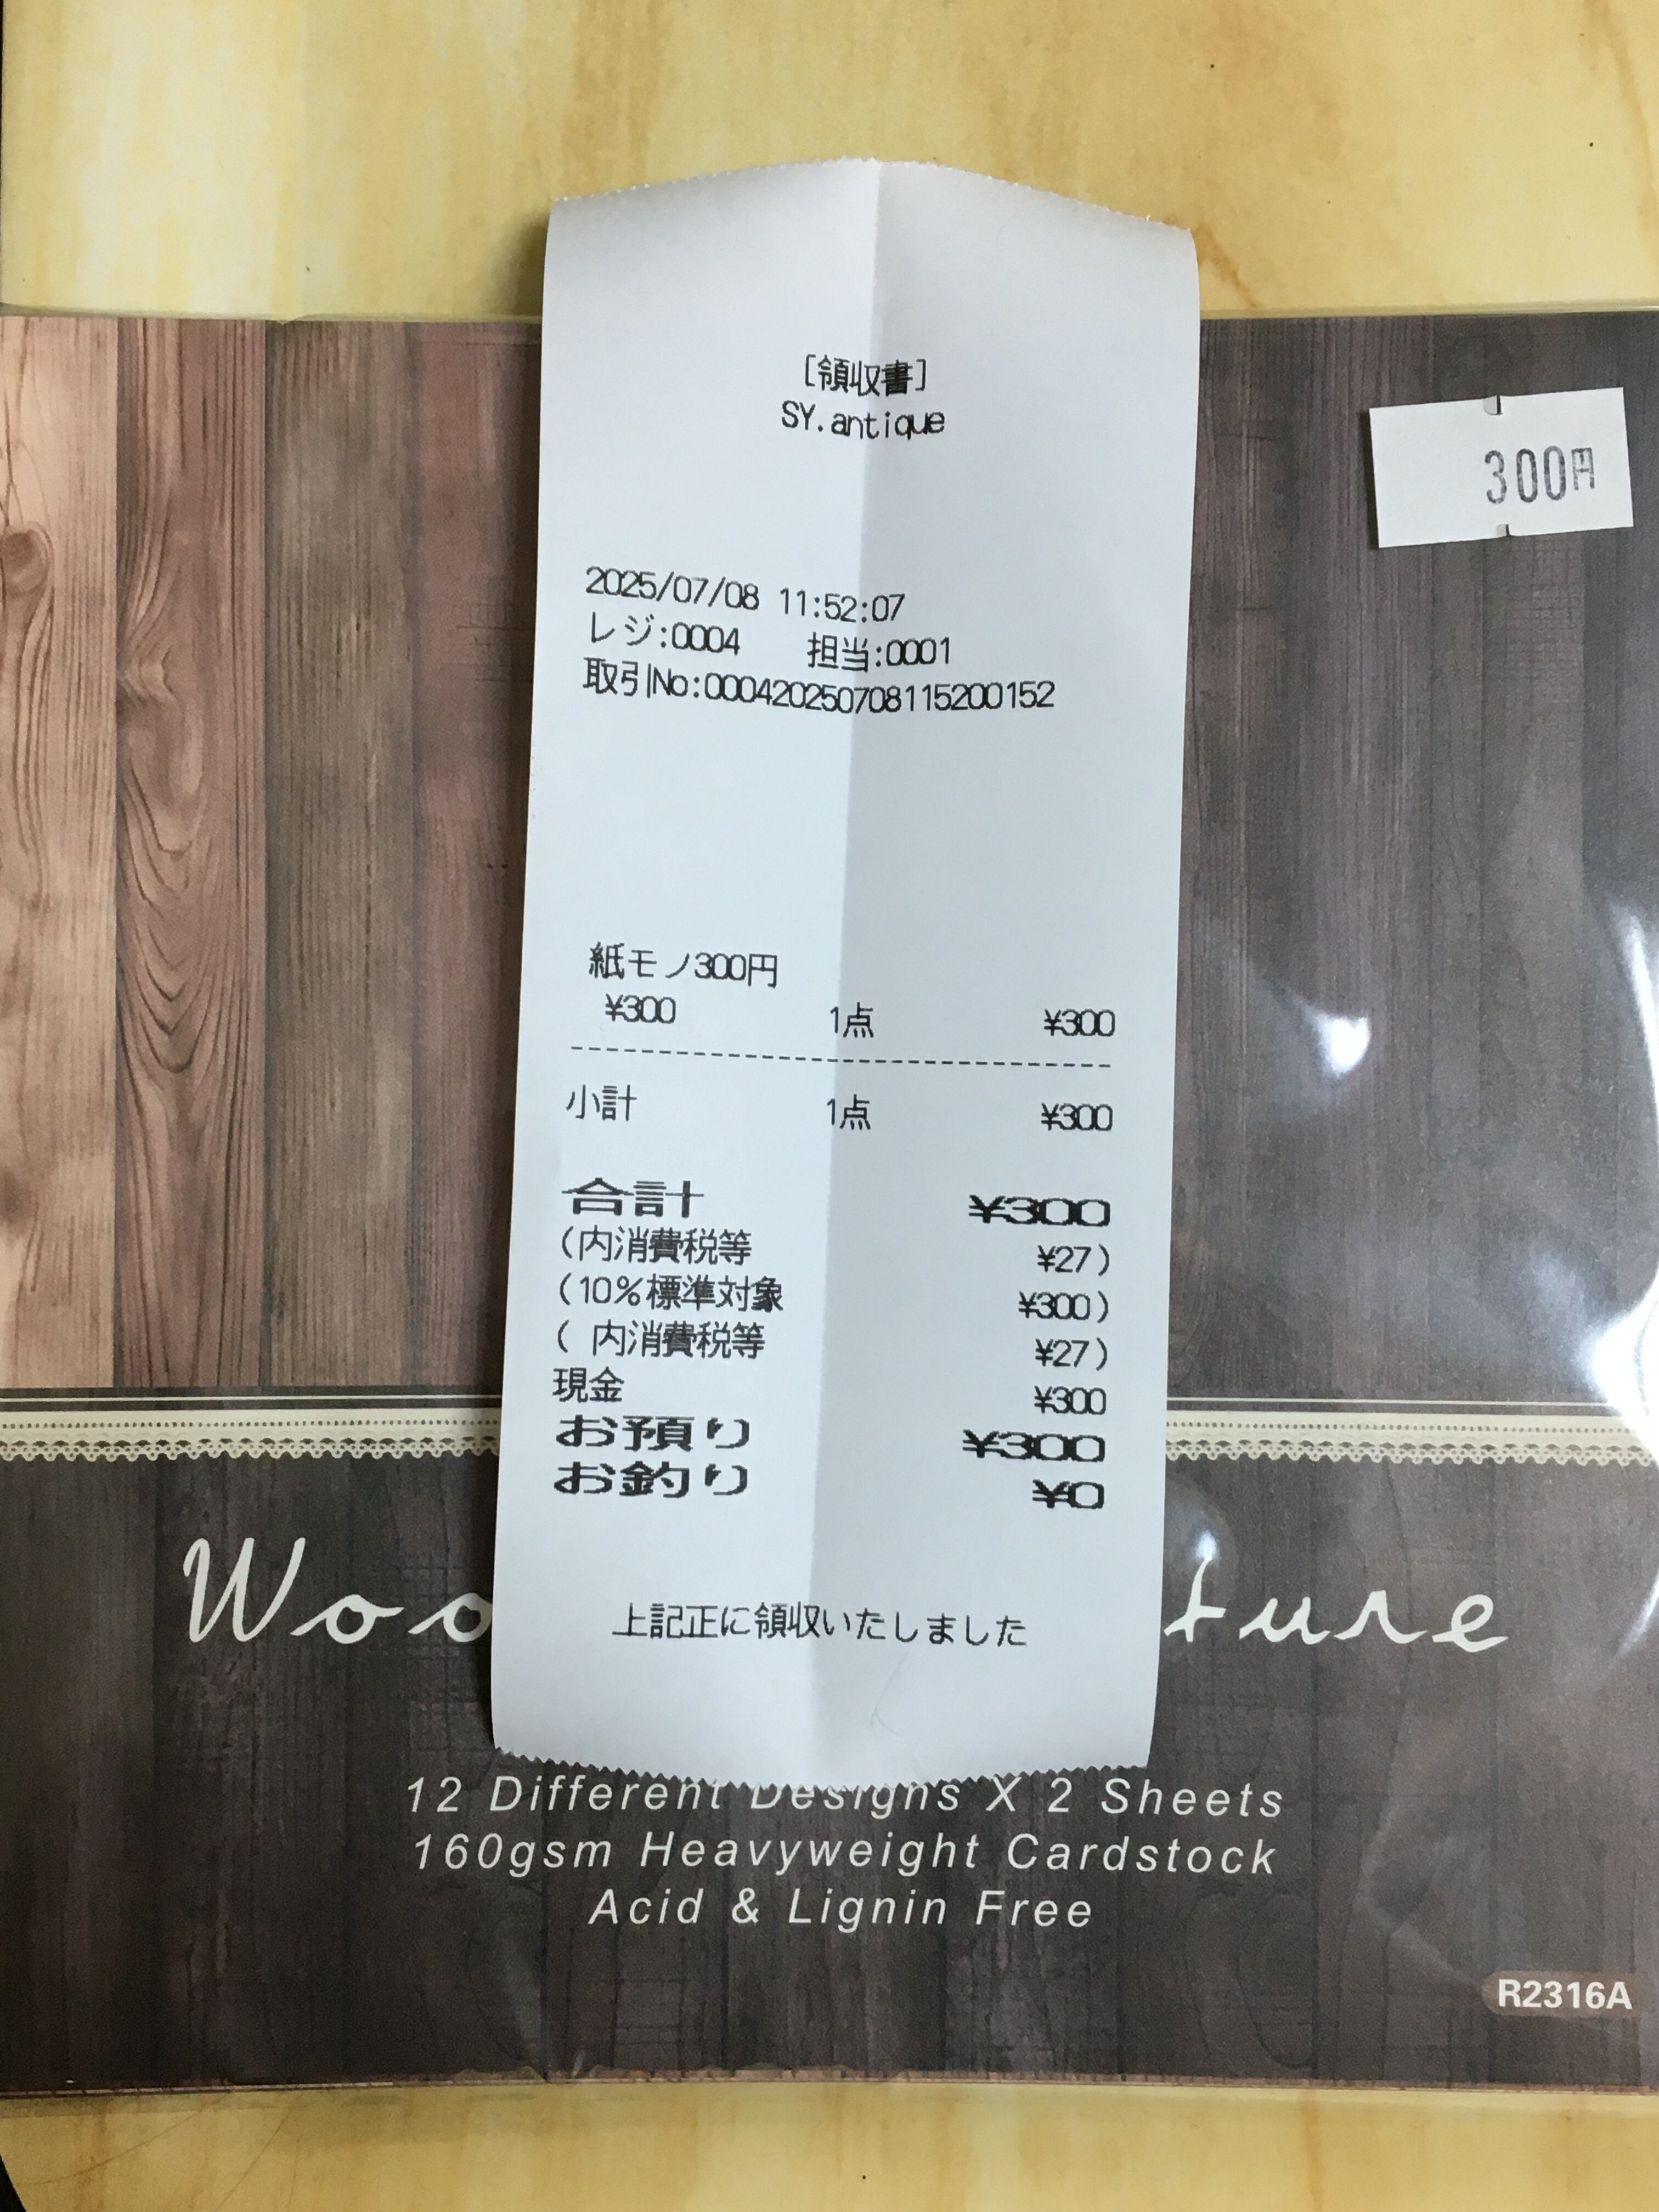 [領収書]
SY.antique
300円
2025/07/08 11:52:07
レジ:0004 担当:0001
取引No:000420250708115200152
紙モノ300円
¥300 1点 ¥300
小計 1点 ¥300
合計 ¥300
(内消費税等 ¥27)
(10%標準対象 ¥300)
( 内消費税等 ¥27)
現金 ¥300
お預り ¥300
お釣り ¥0
上記正に領収いたしました
12 Different Designs X 2 Sheets
160gsm Heavyweight Cardstock
Acid & Lignin Free
R2316A